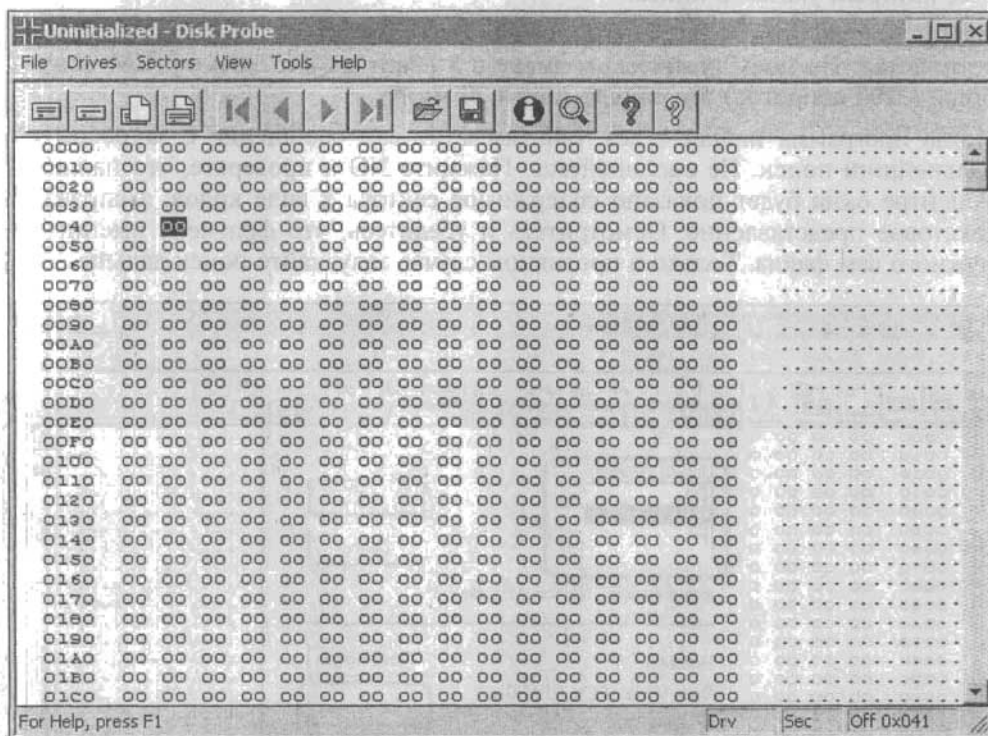 Uninitialized - Disk Probe
File Drives Sectors View Tools Help
0000 00 00 00 00 00 00 00 00 00 00 00 00 00 00 00 00 ................
0010 00 00 00 00 00 00 00 00 00 00 00 00 00 00 00 00 ................
0020 00 00 00 00 00 00 00 00 00 00 00 00 00 00 00 00 ................
0030 00 00 00 00 00 00 00 00 00 00 00 00 00 00 00 00 ................
0040 00 00 00 00 00 00 00 00 00 00 00 00 00 00 00 00 ................
0050 00 00 00 00 00 00 00 00 00 00 00 00 00 00 00 00 ................
0060 00 00 00 00 00 00 00 00 00 00 00 00 00 00 00 00 ................
0070 00 00 00 00 00 00 00 00 00 00 00 00 00 00 00 00 ................
0080 00 00 00 00 00 00 00 00 00 00 00 00 00 00 00 00 ................
0090 00 00 00 00 00 00 00 00 00 00 00 00 00 00 00 00 ................
00A0 00 00 00 00 00 00 00 00 00 00 00 00 00 00 00 00 ................
00B0 00 00 00 00 00 00 00 00 00 00 00 00 00 00 00 00 ................
00C0 00 00 00 00 00 00 00 00 00 00 00 00 00 00 00 00 ................
00D0 00 00 00 00 00 00 00 00 00 00 00 00 00 00 00 00 ................
00E0 00 00 00 00 00 00 00 00 00 00 00 00 00 00 00 00 ................
00F0 00 00 00 00 00 00 00 00 00 00 00 00 00 00 00 00 ................
0100 00 00 00 00 00 00 00 00 00 00 00 00 00 00 00 00 ................
0110 00 00 00 00 00 00 00 00 00 00 00 00 00 00 00 00 ................
0120 00 00 00 00 00 00 00 00 00 00 00 00 00 00 00 00 ................
0130 00 00 00 00 00 00 00 00 00 00 00 00 00 00 00 00 ................
0140 00 00 00 00 00 00 00 00 00 00 00 00 00 00 00 00 ................
0150 00 00 00 00 00 00 00 00 00 00 00 00 00 00 00 00 ................
0160 00 00 00 00 00 00 00 00 00 00 00 00 00 00 00 00 ................
0170 00 00 00 00 00 00 00 00 00 00 00 00 00 00 00 00 ................
0180 00 00 00 00 00 00 00 00 00 00 00 00 00 00 00 00 ................
0190 00 00 00 00 00 00 00 00 00 00 00 00 00 00 00 00 ................
01A0 00 00 00 00 00 00 00 00 00 00 00 00 00 00 00 00 ................
01B0 00 00 00 00 00 00 00 00 00 00 00 00 00 00 00 00 ................
01C0 00 00 00 00 00 00 00 00 00 00 00 00 00 00 00 00 ................
For Help, press F1 Drv Sec Off 0x041